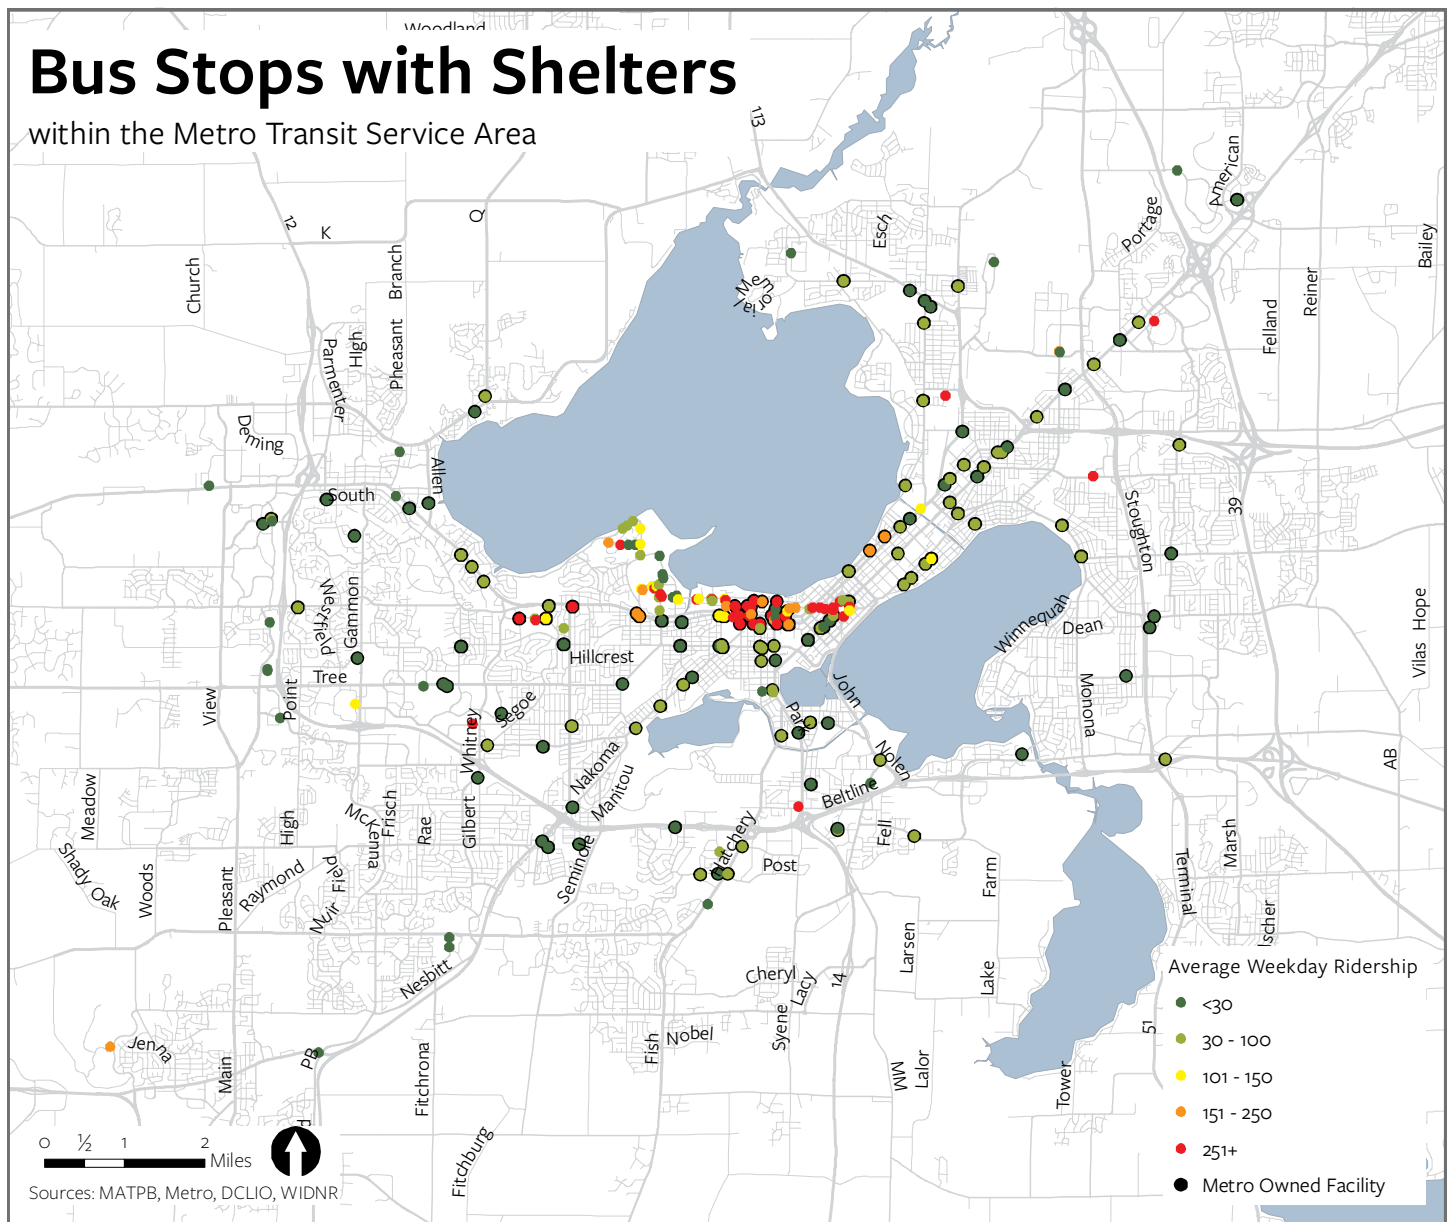 Woodland
Bus Stops with Shelters
within the Metro Transit Service Area
113
12
K
Q
Church
Branch
Pheasant
High
Parmenter
Deming
Allen
South
Memorial
Esch
Portage
American
Bailey
Reiner
Felland
39
Stoughton
Westfield
Gammon
Tree
Point
View
Hillcrest
Segoe
Whitney
Nakoma
Manitou
Park
John
Nolen
Winnequah
Dean
Monona
Vilas Hope
AB
Meadow
High
McKenna
Frisch
Rae
Gilbert
Seminole
Hatchery
Beltline
Post
Fell
Farm
Marsh
Terminal
Shady Oak
Woods
Pleasant
Raymond
Muir Field
Nesbitt
Cheryl
Lacy
14
Larsen
Lake
Ischer
Jenna
PB
Main
Fitchrona
Fish
Nobel
Syene
MM
Lalor
Tower
51
Fitchburg
d
Average Weekday Ridership
<30
30 - 100
101 - 150
151 - 250
251+
Metro Owned Facility
0 ½ 1 2
Miles
Sources: MATPB, Metro, DCLIO, WIDNR